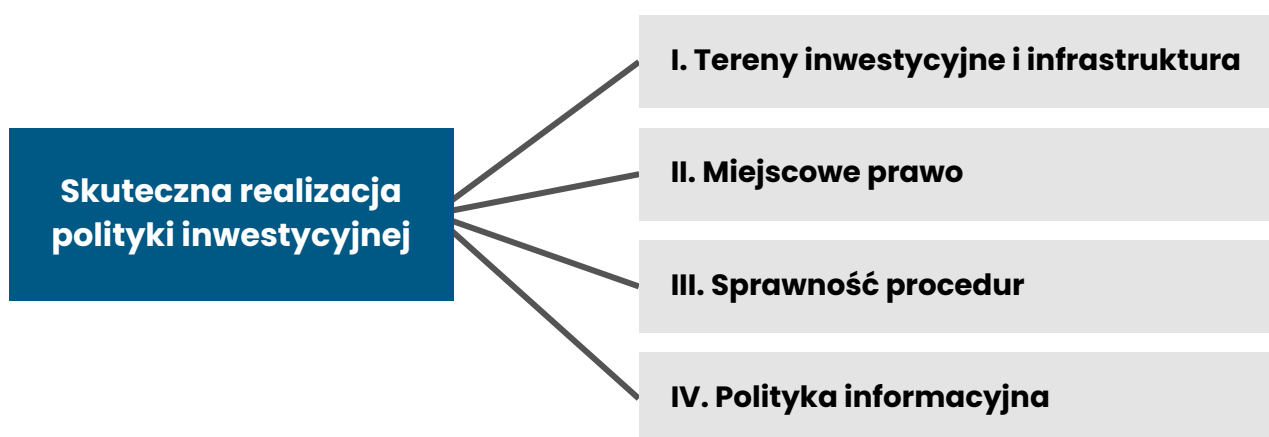 Skuteczna realizacja
polityki inwestycyjnej
I. Tereny inwestycyjne i infrastruktura
II. Miejscowe prawo
III. Sprawność procedur
IV. Polityka informacyjna